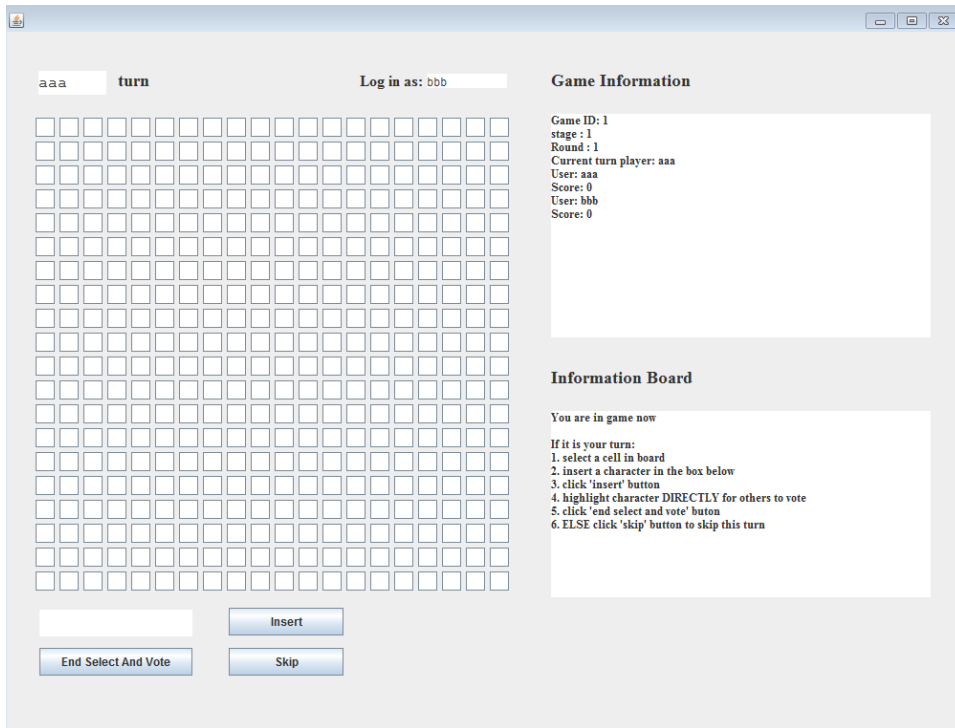 aaa turn
Log in as: bbb
Game Information
Game ID: 1
stage : 1
Round : 1
Current turn player: aaa
User: aaa
Score: 0
User: bbb
Score: 0
Information Board
You are in game now
If it is your turn:
1. select a cell in board
2. insert a character in the box below
3. click 'insert' button
4. highlight character DIRECTLY for others to vote
5. click 'end select and vote' buton
6. ELSE click 'skip' button to skip this turn
Insert
End Select And Vote
Skip